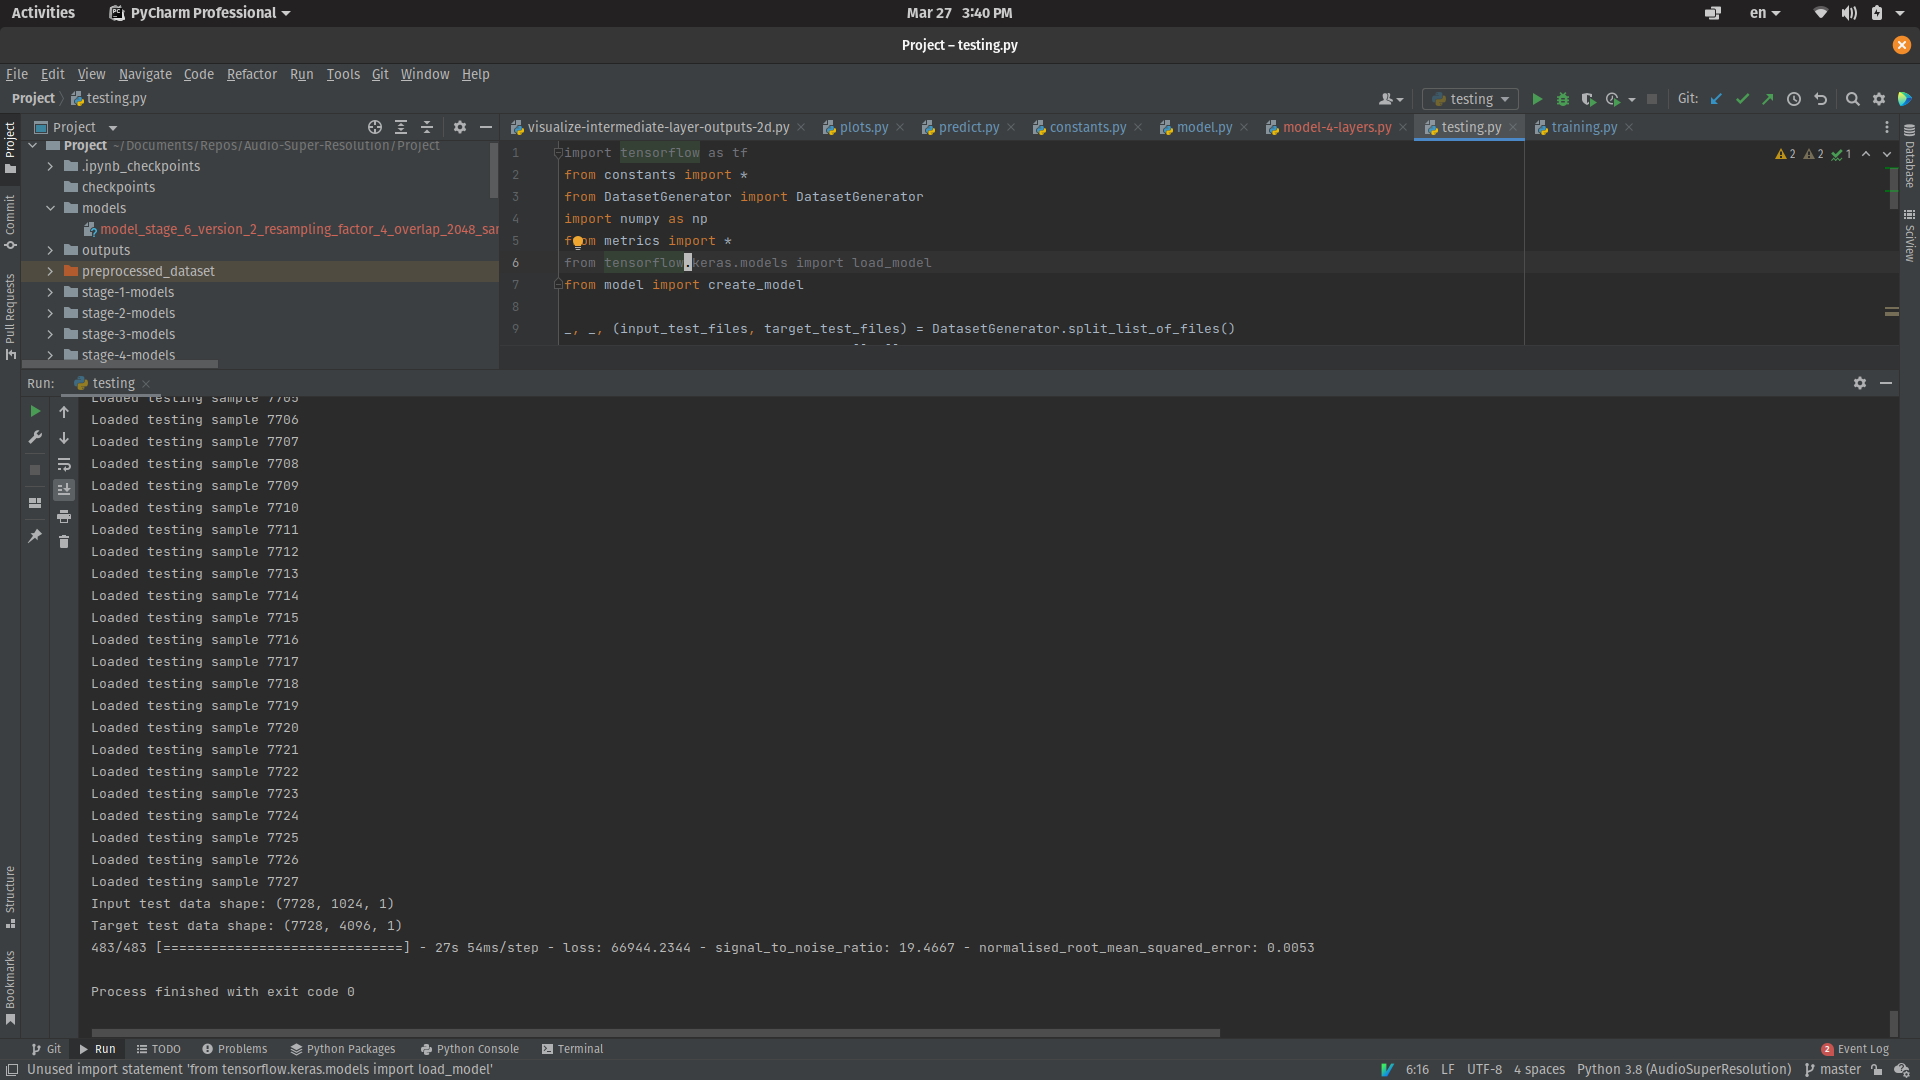 Activities PyCharm Professional Mar 27 3:40 PM en
Project – testing.py
File Edit View Navigate Code Refactor Run Tools Git Window Help
Project testing.py testing Git:
Project visualize-intermediate-layer-outputs-2d.py plots.py predict.py constants.py model.py model-4-layers.py testing.py training.py
Project ~/Documents/Repos/Audio-Super-Resolution/Project
.ipynb_checkpoints
checkpoints
models
model_stage_6_version_2_resampling_factor_4_overlap_2048_sar
outputs
preprocessed_dataset
stage-1-models
stage-2-models
stage-3-models
stage-4-models
2 2 1
1 import tensorflow as tf
2 from constants import *
3 from DatasetGenerator import DatasetGenerator
4 import numpy as np
5 from metrics import *
6 from tensorflow.keras.models import load_model
7 from model import create_model
8
9 _, _, (input_test_files, target_test_files) = DatasetGenerator.split_list_of_files()
Project
Commit
Pull Requests
Structure
Bookmarks
Database
SciView
Run: testing
Loaded testing sample 7705
Loaded testing sample 7706
Loaded testing sample 7707
Loaded testing sample 7708
Loaded testing sample 7709
Loaded testing sample 7710
Loaded testing sample 7711
Loaded testing sample 7712
Loaded testing sample 7713
Loaded testing sample 7714
Loaded testing sample 7715
Loaded testing sample 7716
Loaded testing sample 7717
Loaded testing sample 7718
Loaded testing sample 7719
Loaded testing sample 7720
Loaded testing sample 7721
Loaded testing sample 7722
Loaded testing sample 7723
Loaded testing sample 7724
Loaded testing sample 7725
Loaded testing sample 7726
Loaded testing sample 7727
Input test data shape: (7728, 1024, 1)
Target test data shape: (7728, 4096, 1)
483/483 [==============================] - 27s 54ms/step - loss: 66944.2344 - signal_to_noise_ratio: 19.4667 - normalised_root_mean_squared_error: 0.0053
Process finished with exit code 0
Git Run TODO Problems Python Packages Python Console Terminal 2 Event Log
Unused import statement 'from tensorflow.keras.models import load_model' 6:16 LF UTF-8 4 spaces Python 3.8 (AudioSuperResolution) master